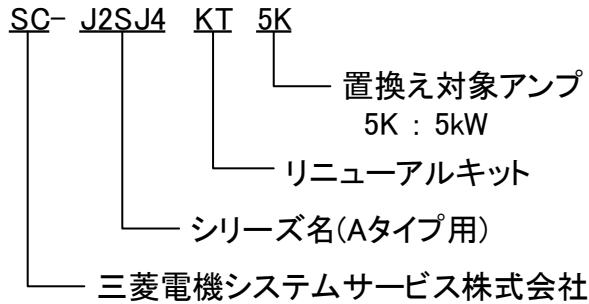 SC- J2SJ4 KT 5K
置換え対象アンプ
5K : 5kW
リニューアルキット
シリーズ名(Aタイプ用)
三菱電機システムサービス株式会社